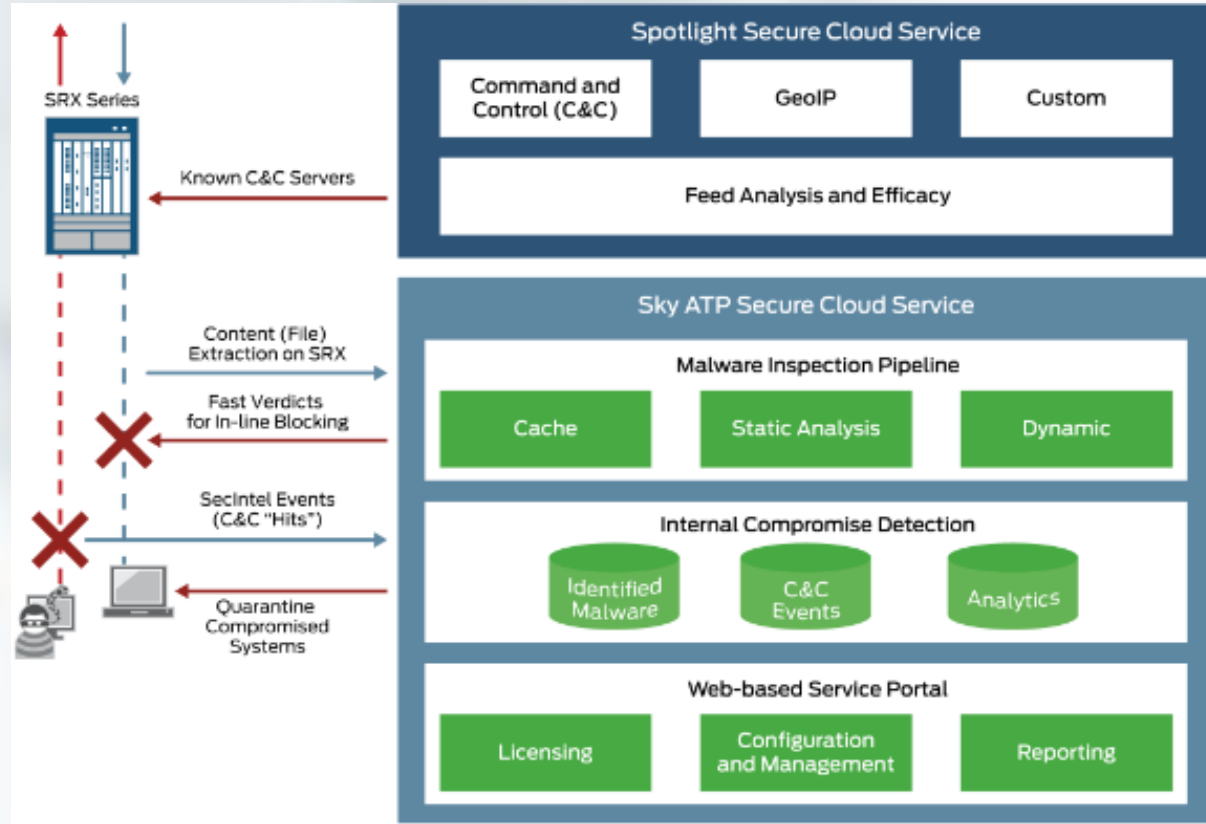 SRX Series
Known C&C Servers
Content (File)
Extraction on SRX
Fast Verdicts
for In-line Blocking
SecIntel Events
(C&C “Hits”)
Quarantine
Compromised
Systems
Spotlight Secure Cloud Service
Command and
Control (C&C)
GeoIP
Custom
Feed Analysis and Efficacy
Sky ATP Secure Cloud Service
Malware Inspection Pipeline
Cache
Static Analysis
Dynamic
Internal Compromise Detection
Identified
Malware
C&C
Events
Analytics
Web-based Service Portal
Licensing
Configuration
and Management
Reporting